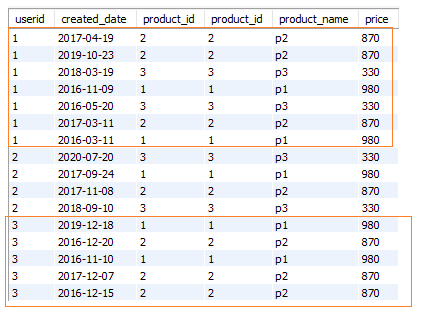 userid created_date product_id product_id product_name price
1 2017-04-19 2 2 p2 870
1 2019-10-23 2 2 p2 870
1 2018-03-19 3 3 p3 330
1 2016-11-09 1 1 p1 980
1 2016-05-20 3 3 p3 330
1 2017-03-11 2 2 p2 870
1 2016-03-11 1 1 p1 980
2 2020-07-20 3 3 p3 330
2 2017-09-24 1 1 p1 980
2 2017-11-08 2 2 p2 870
2 2018-09-10 3 3 p3 330
3 2019-12-18 1 1 p1 980
3 2016-12-20 2 2 p2 870
3 2016-11-10 1 1 p1 980
3 2017-12-07 2 2 p2 870
3 2016-12-15 2 2 p2 870